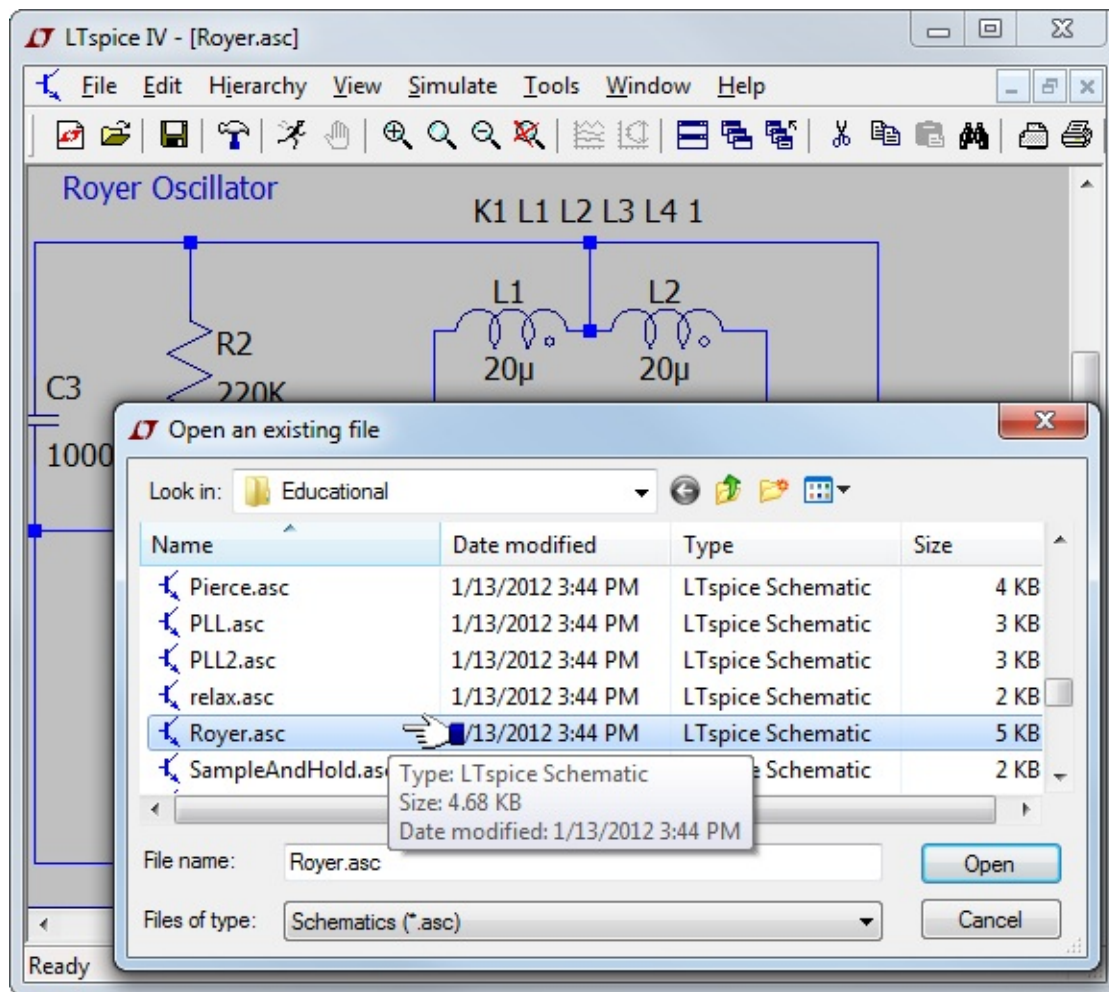 LTspice IV - [Royer.asc]
File Edit Hierarchy View Simulate Tools Window Help
Royer Oscillator
K1 L1 L2 L3 L4 1
L1 L2
R2
20µ 20µ
C3
220K
1000
Open an existing file
Look in: Educational
Name Date modified Type Size
Pierce.asc 1/13/2012 3:44 PM LTspice Schematic 4 KB
PLL.asc 1/13/2012 3:44 PM LTspice Schematic 3 KB
PLL2.asc 1/13/2012 3:44 PM LTspice Schematic 3 KB
relax.asc 1/13/2012 3:44 PM LTspice Schematic 2 KB
Royer.asc /13/2012 3:44 PM LTspice Schematic 5 KB
SampleAndHold.as Schematic 2 KB
Type: LTspice Schematic
Size: 4.68 KB
Date modified: 1/13/2012 3:44 PM
File name: Royer.asc Open
Files of type: Schematics (*.asc) Cancel
Ready